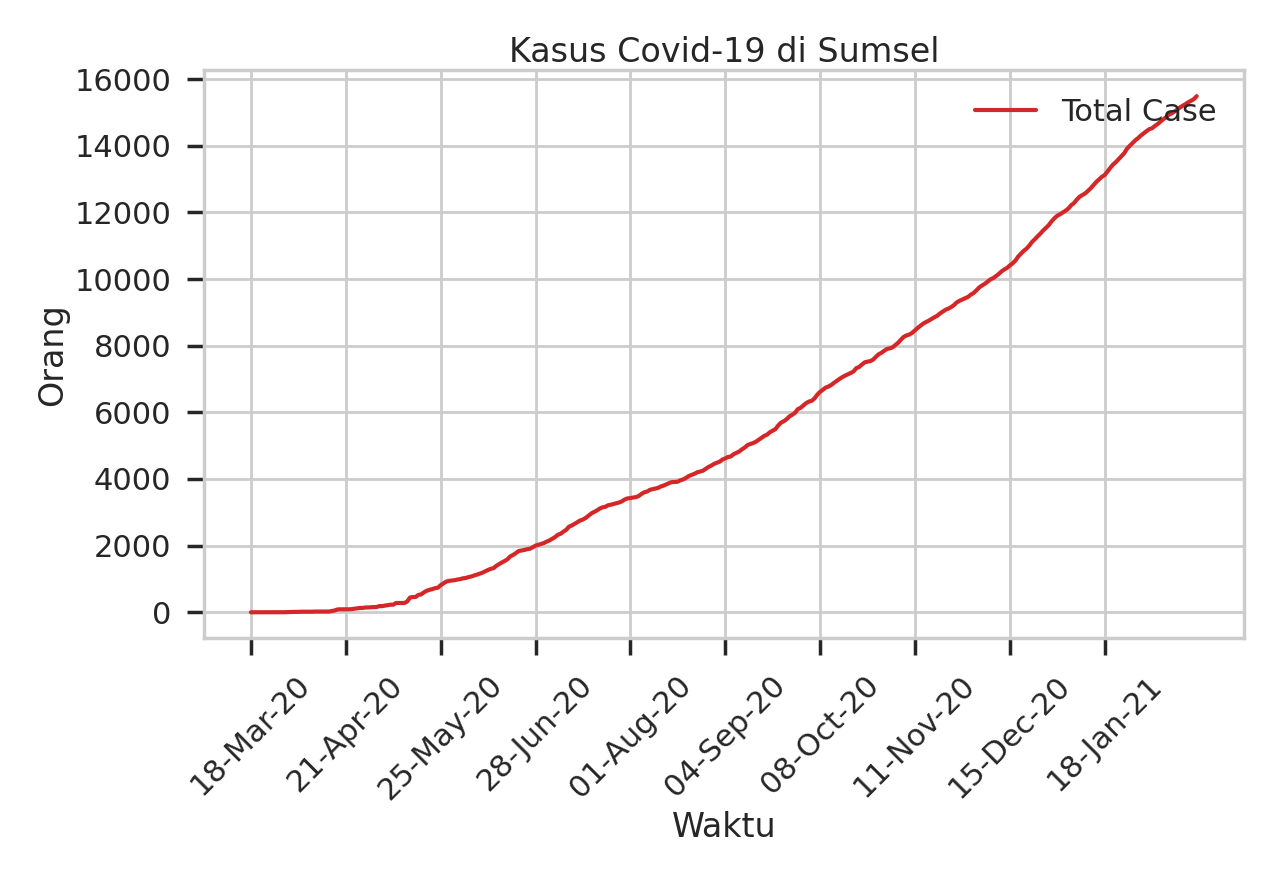 Kasus Covid-19 di Sumsel
Total Case
Orang
16000
14000
12000
10000
8000
6000
4000
2000
0
18-Mar-20
21-Apr-20
25-May-20
28-Jun-20
01-Aug-20
04-Sep-20
08-Oct-20
11-Nov-20
15-Dec-20
18-Jan-21
Waktu